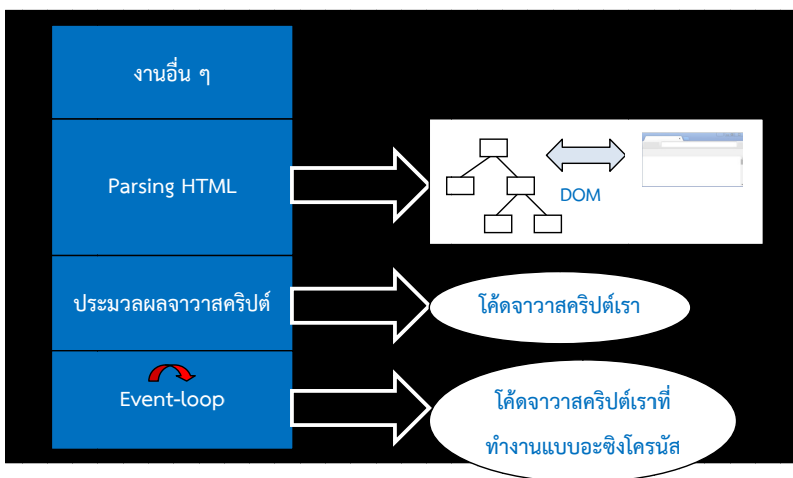 งานอื่น ๆ
Parsing HTML
DOM
ประมวลผลจาวาสคริปต์
โค้ดจาวาสคริปต์เรา
Event-loop
โค้ดจาวาสคริปต์เราที่
ทำงานแบบอะซิงโครนัส